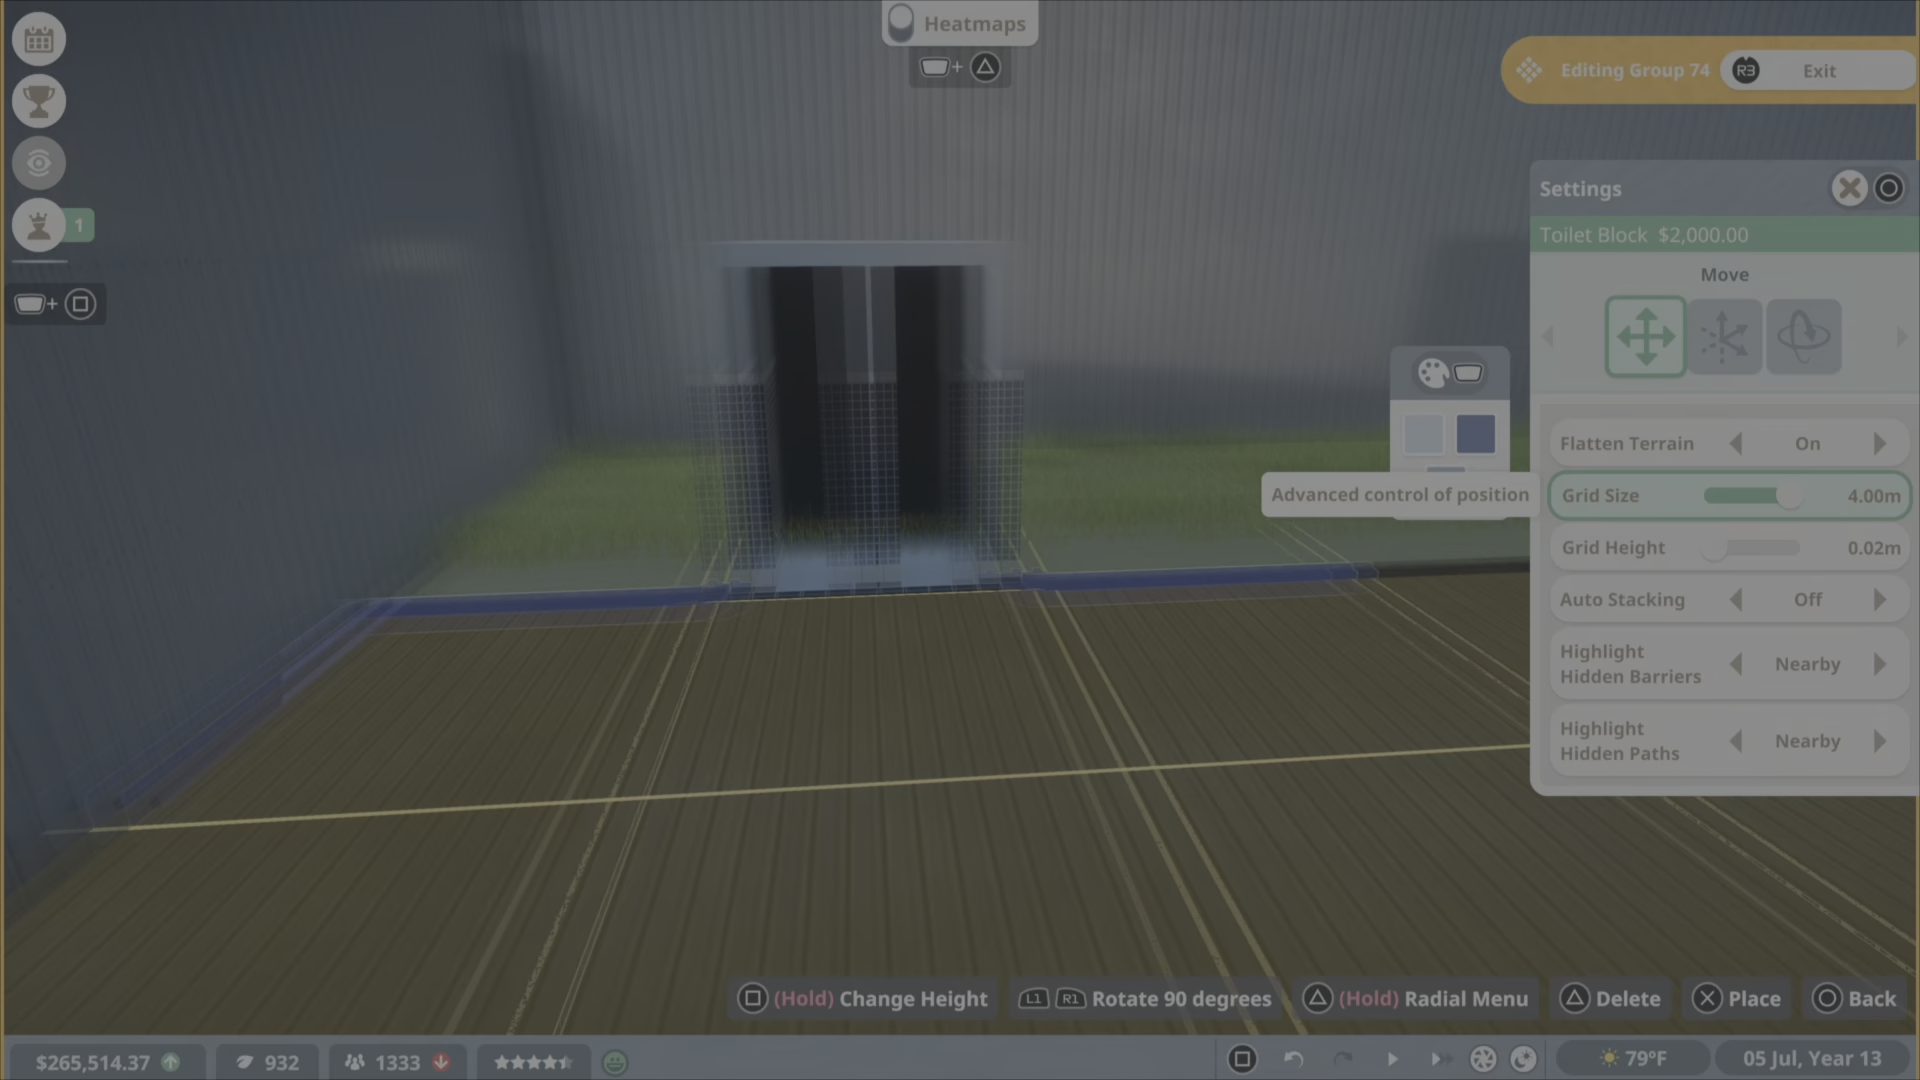 Heatmaps
+
Editing Group 74
R3
Exit
1
+
Settings
Toilet Block $2,000.00
Move
Flatten Terrain On
Advanced control of position
Grid Size 4.00m
Grid Height 0.02m
Auto Stacking Off
Highlight
Hidden Barriers
Nearby
Highlight
Hidden Paths
Nearby
(Hold) Change Height
L1 R1 Rotate 90 degrees
(Hold) Radial Menu
Delete
Place
Back
$265,514.37
932
1333
79°F
05 Jul, Year 13